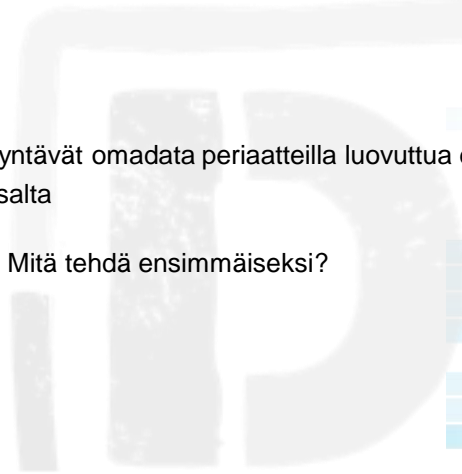 yntävät omadata periaatteilla luovuttua
salta
Mitä tehdä ensimmäiseksi?